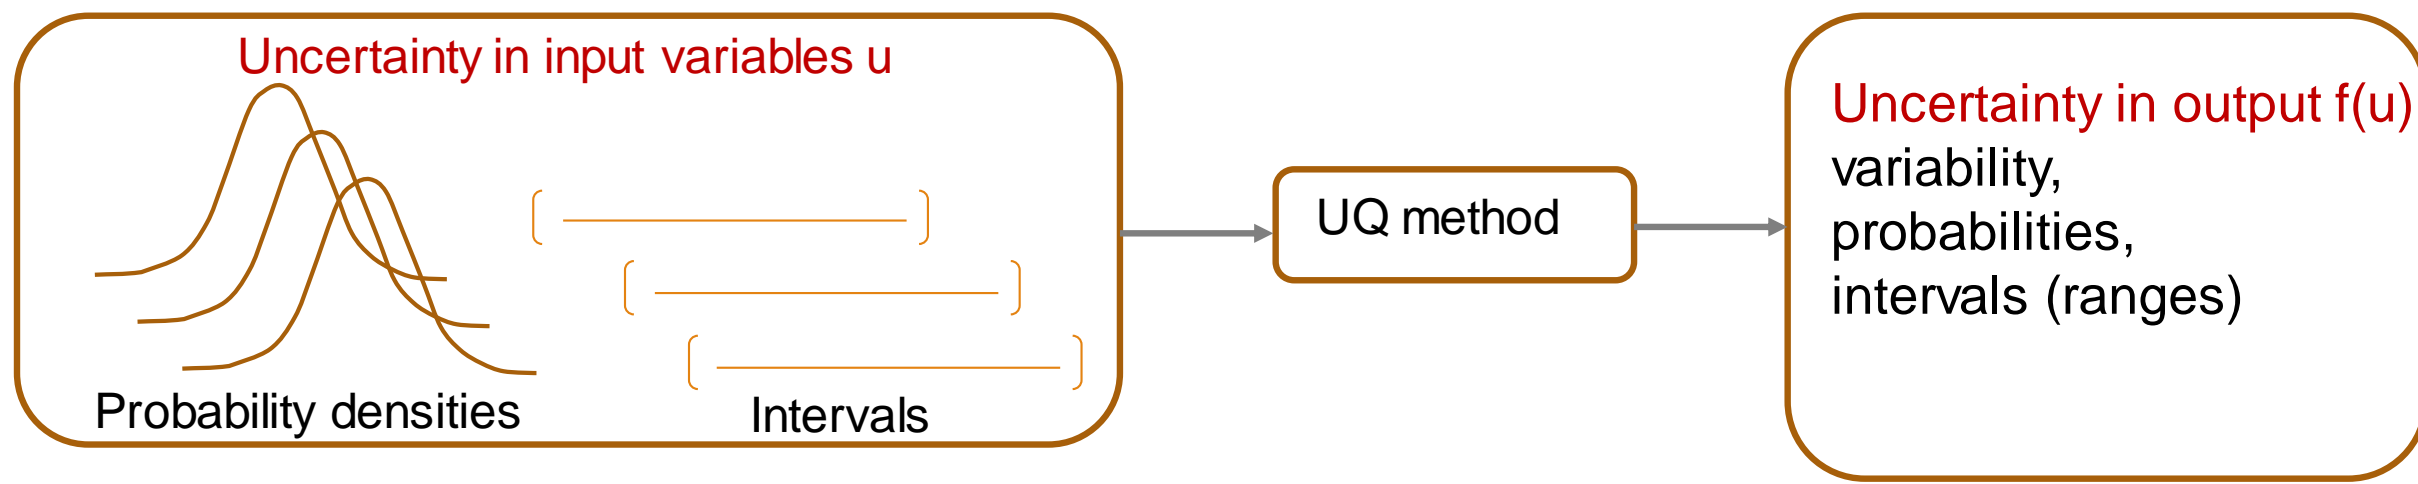 Uncertainty in input variables u
Probability densities
Intervals
UQ method
Uncertainty in output f(u)
variability,
probabilities,
intervals (ranges)